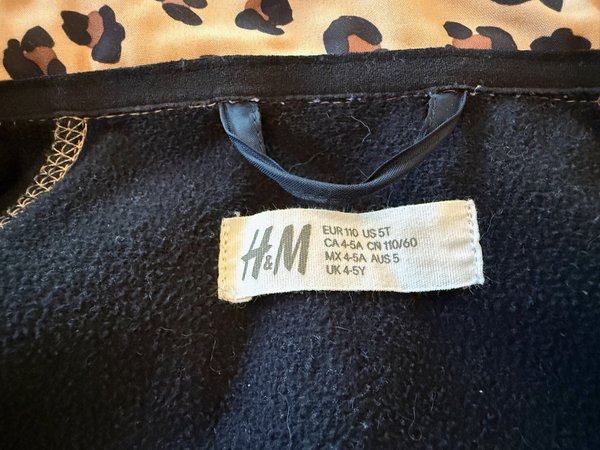 H&M
EUR 110 US 5T
CA 4-5A CN 110/60
MX 4-5A AUS 5
UK 4-5Y